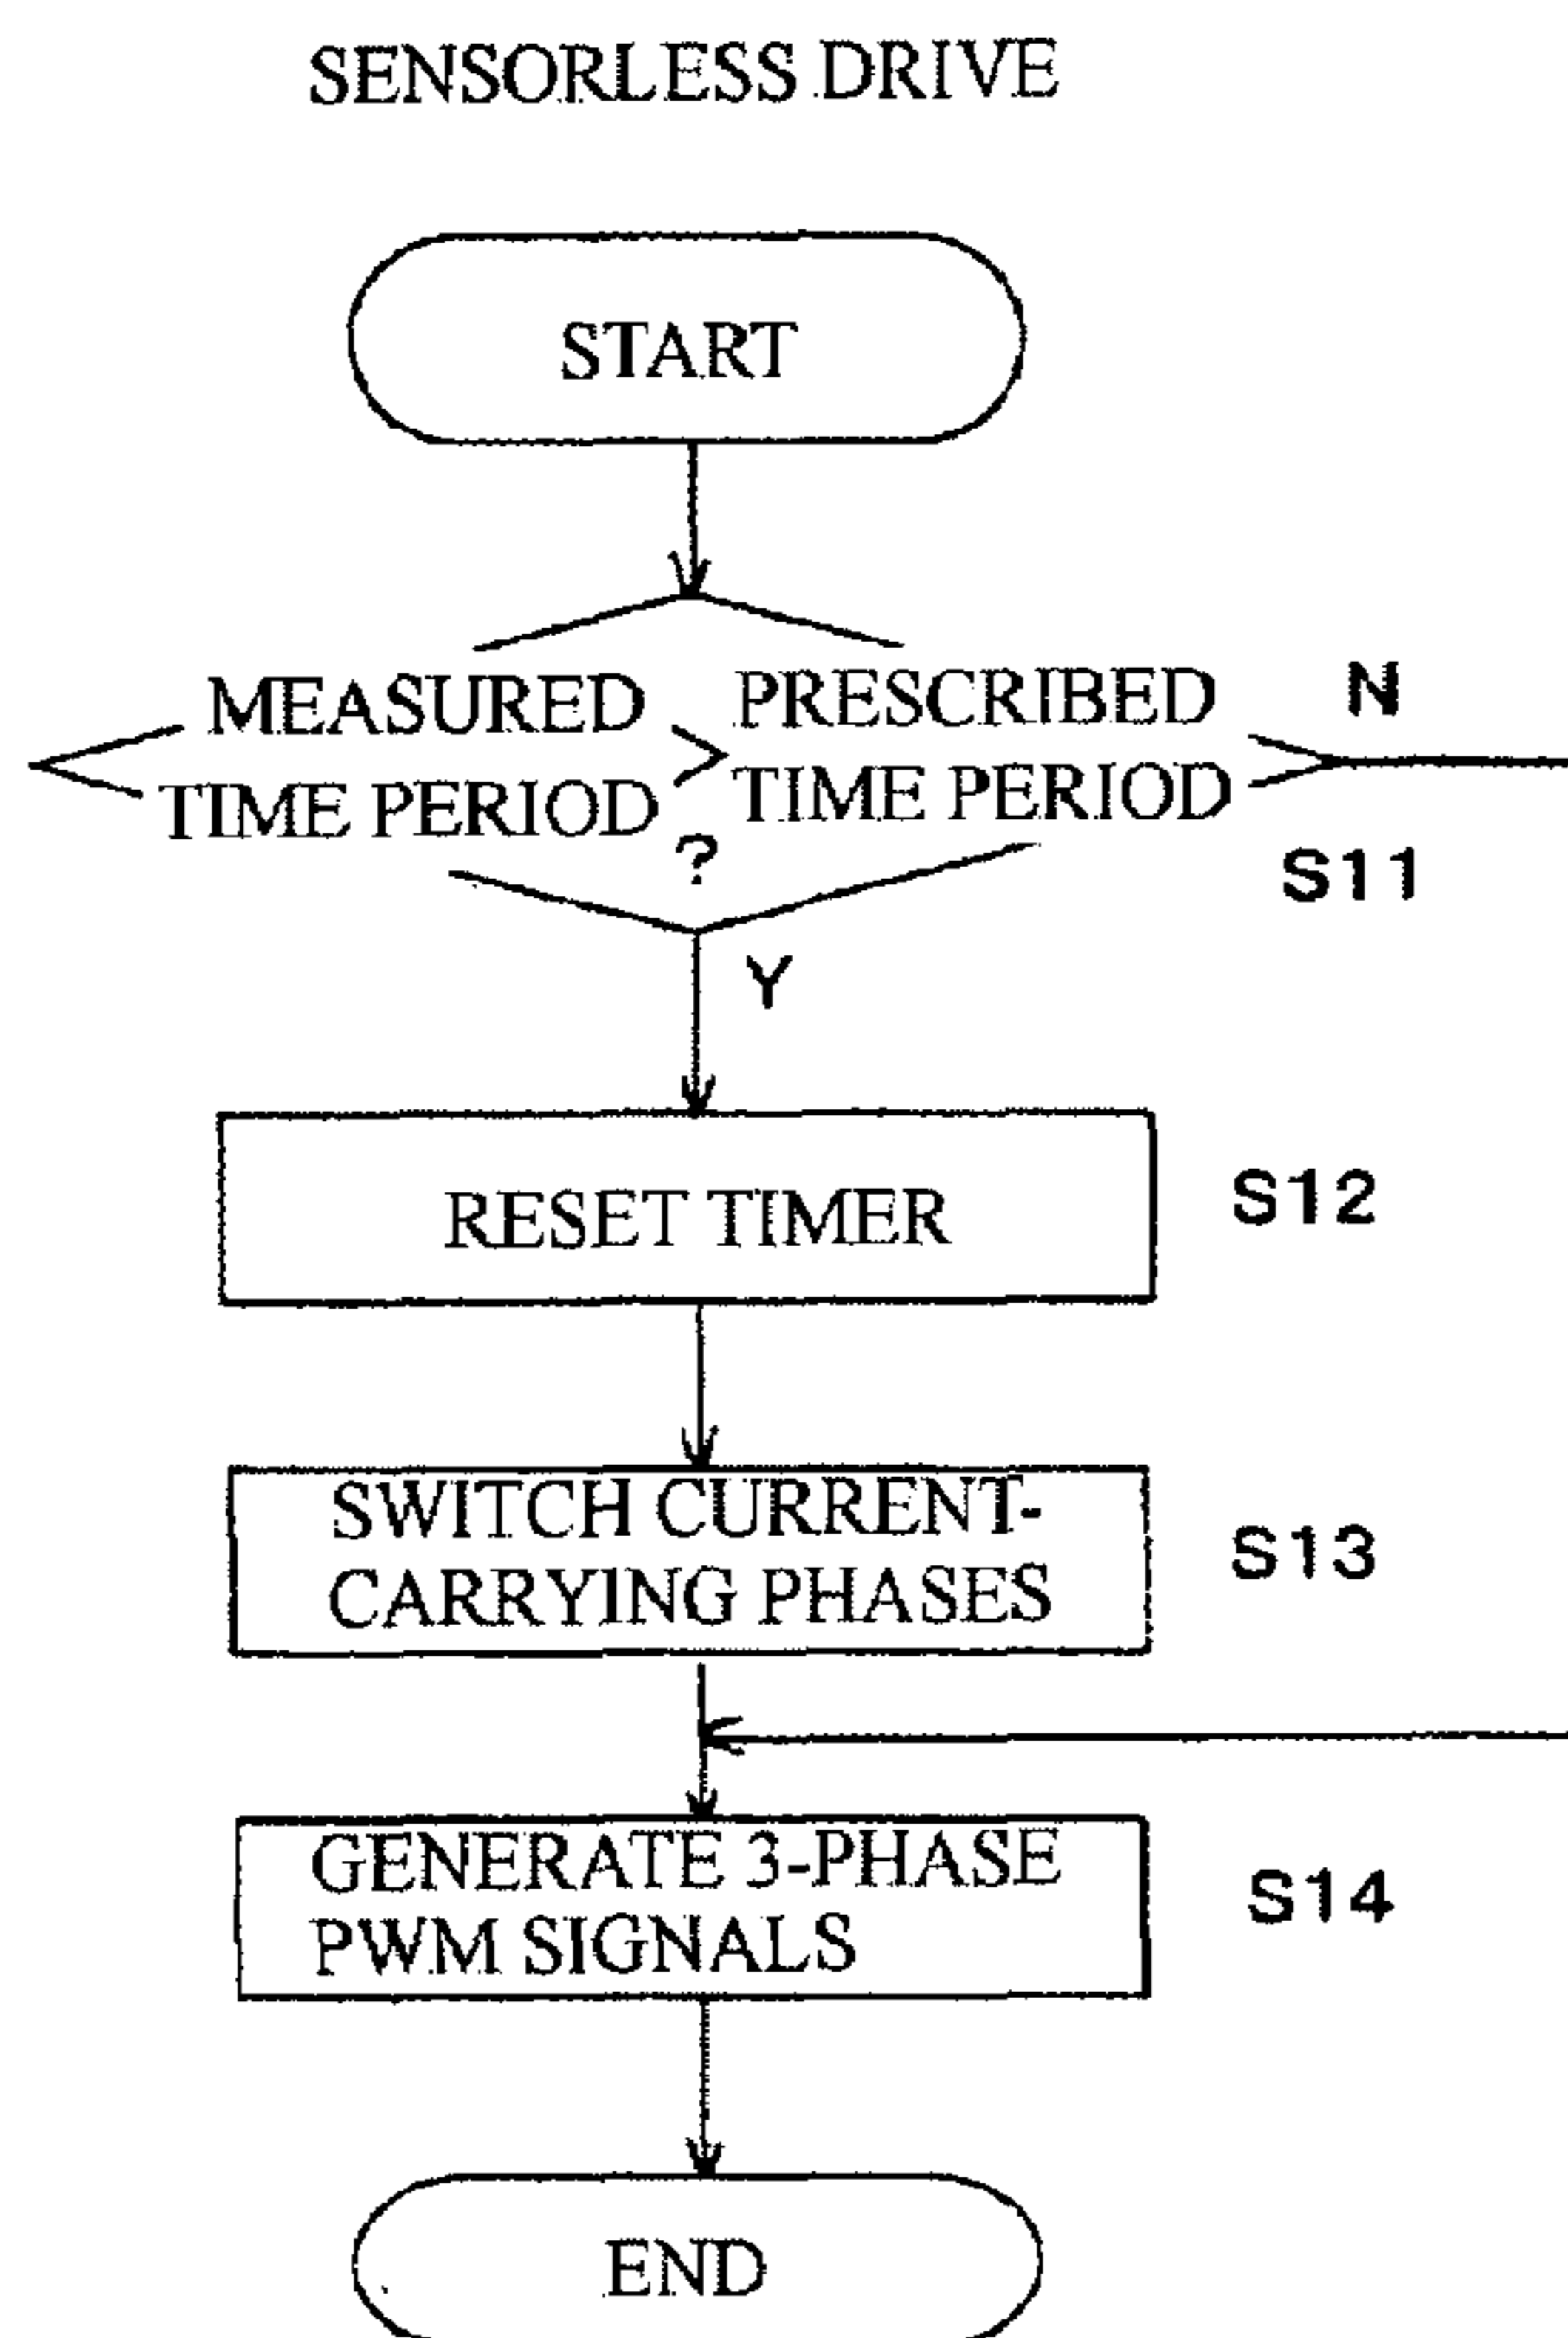 SENSORLESS DRIVE
START
MEASURED > PRESCRIBED
TIME PERIOD TIME PERIOD
?
N
S11
Y
RESET TIMER
S12
SWITCH CURRENT-
CARRYING PHASES
S13
GENERATE 3-PHASE
PWM SIGNALS
S14
END